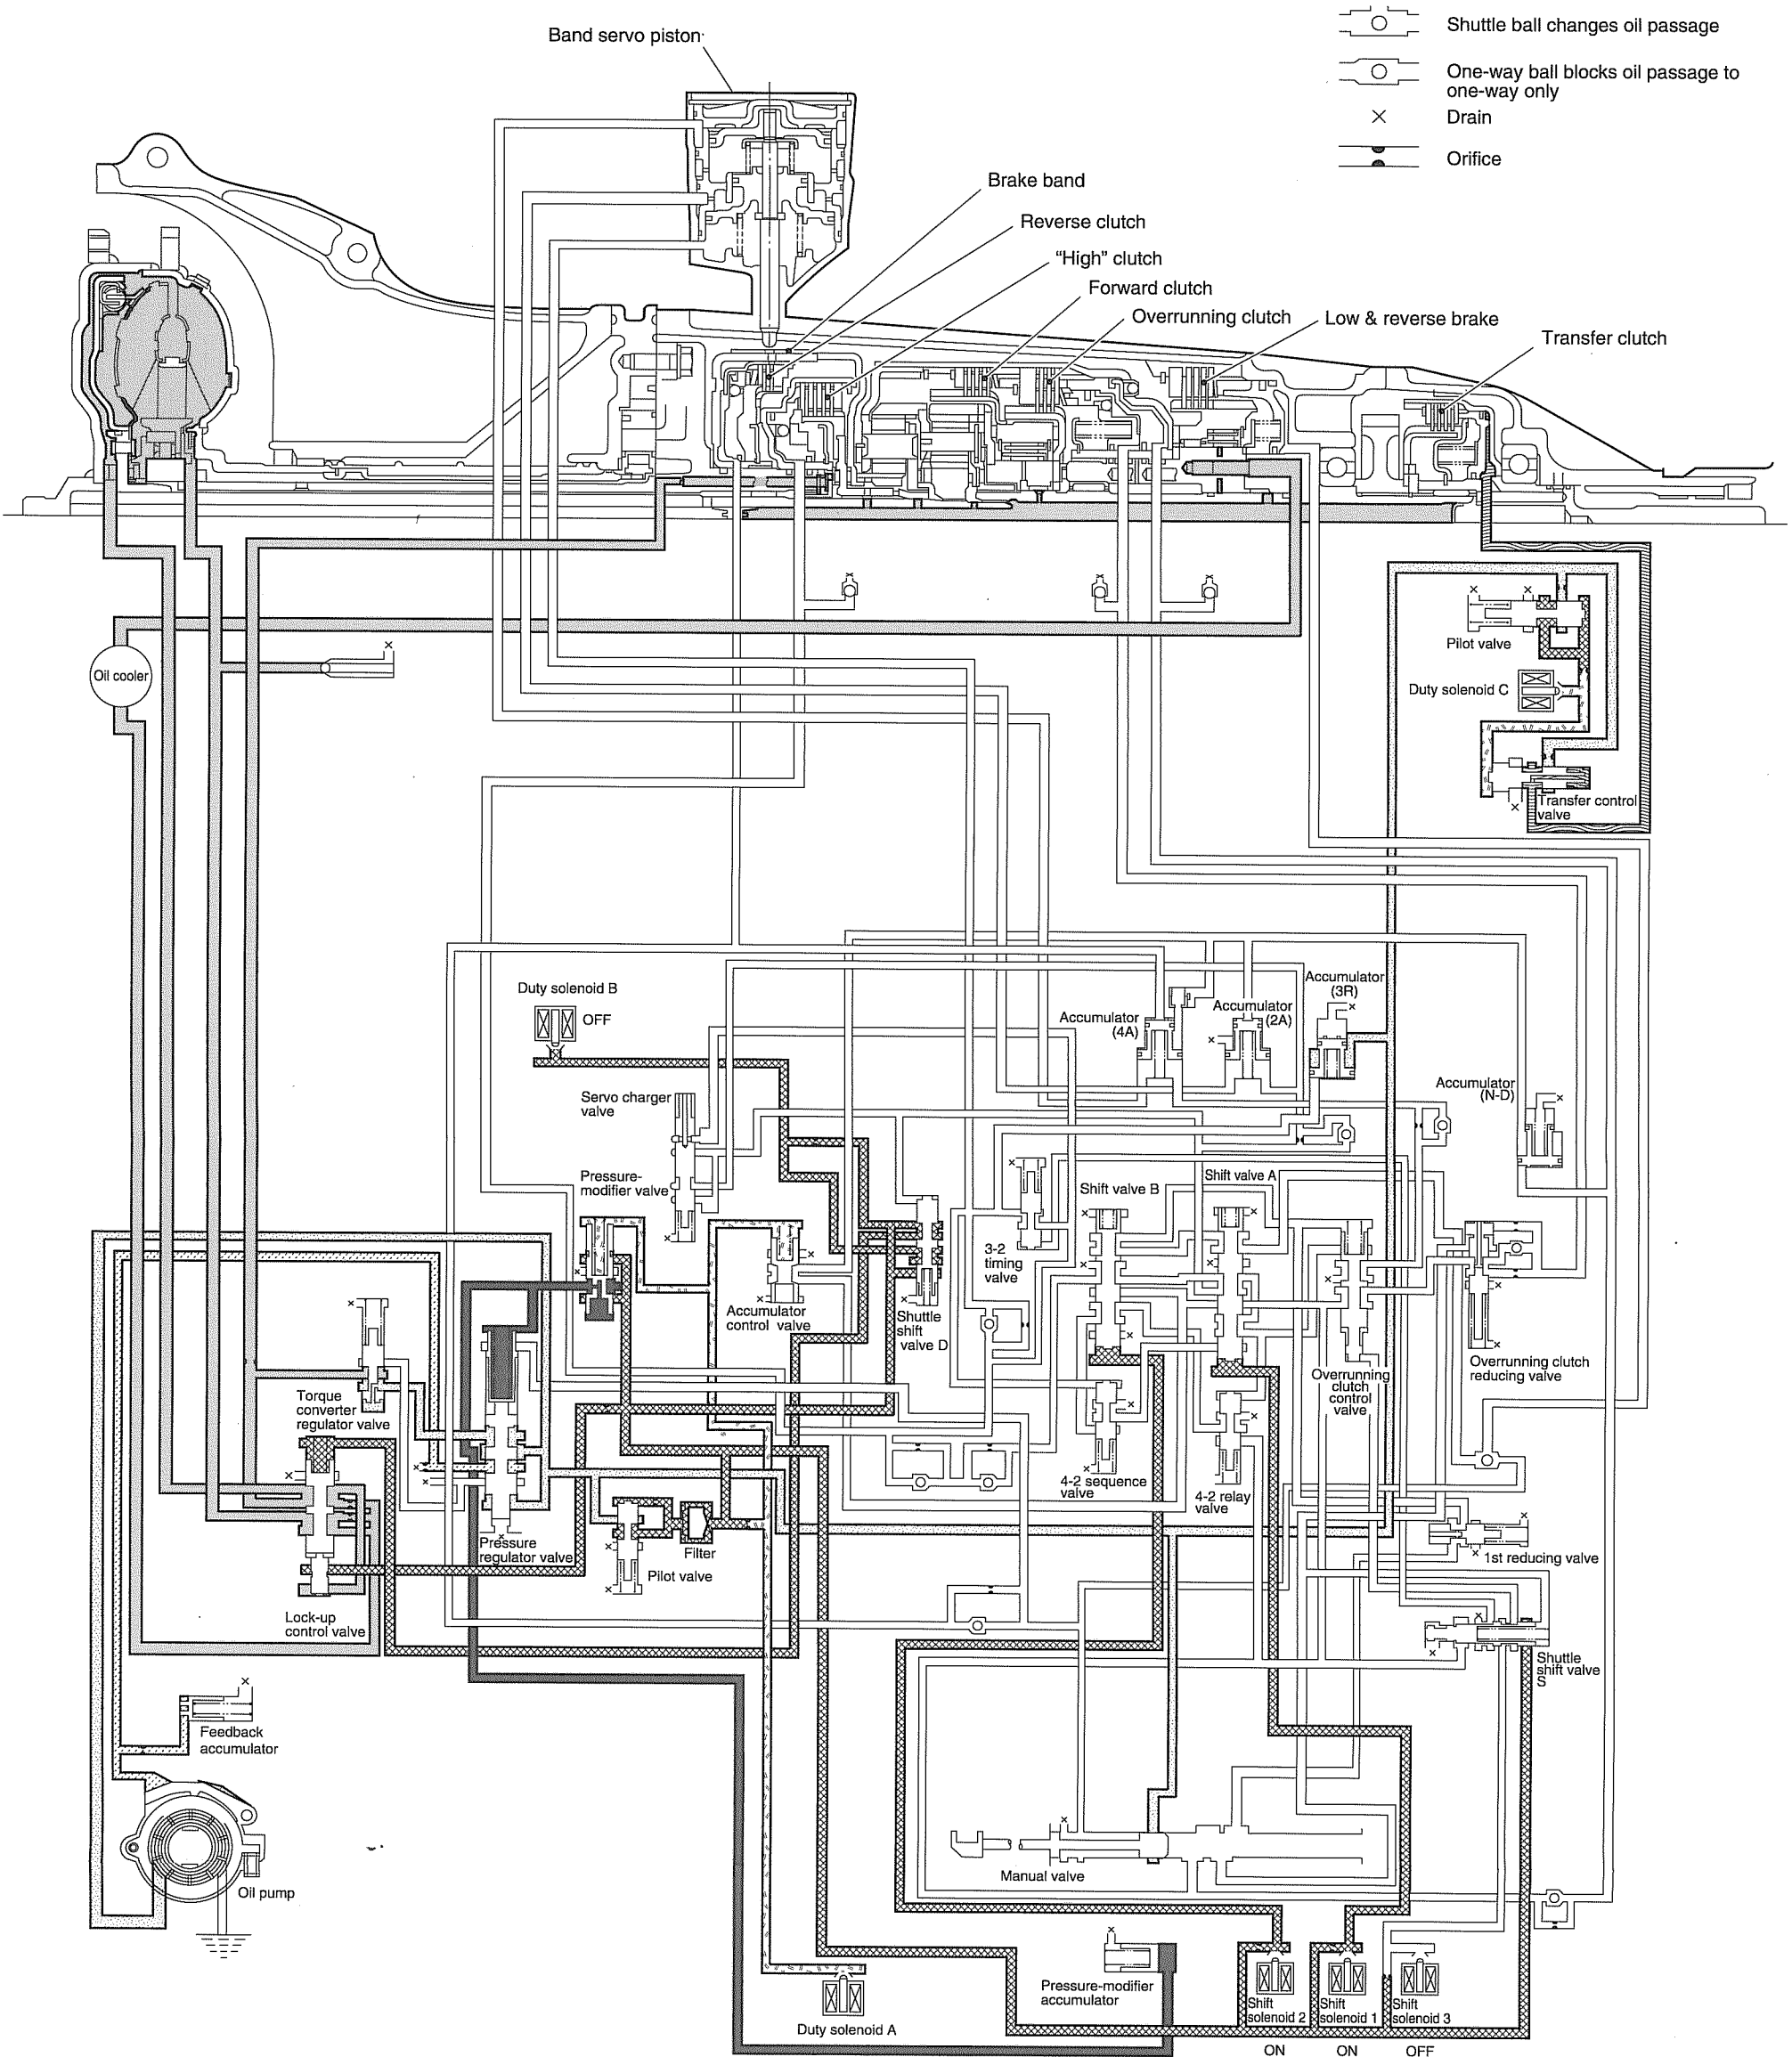 Shuttle ball changes oil passage
One-way ball blocks oil passage to
one-way only
Drain
Orifice
Band servo piston
Brake band
Reverse clutch
“High” clutch
Forward clutch
Overrunning clutch
Low & reverse brake
Transfer clutch
Pilot valve
Oil cooler
Duty solenoid C
Transfer control
valve
Duty solenoid B
OFF
Accumulator
(4A)
Accumulator
(2A)
Accumulator
(3R)
Accumulator
(N-D)
Servo charger
valve
Pressure-
modifier valve
Shift valve B
Shift valve A
3-2
timing
valve
Accumulator
control valve
Shuttle
shift
valve D
Overrunning
clutch
control
valve
Overrunning clutch
reducing valve
Torque
converter
regulator valve
4-2 sequence
valve
4-2 relay
valve
Pressure
regulator valve
Filter
Pilot valve
1st reducing valve
Lock-up
control valve
Shuttle
shift valve
S
Feedback
accumulator
Oil pump
Manual valve
Pressure-modifier
accumulator
Duty solenoid A
Shift
solenoid 2
Shift
solenoid 1
Shift
solenoid 3
ON
ON
OFF